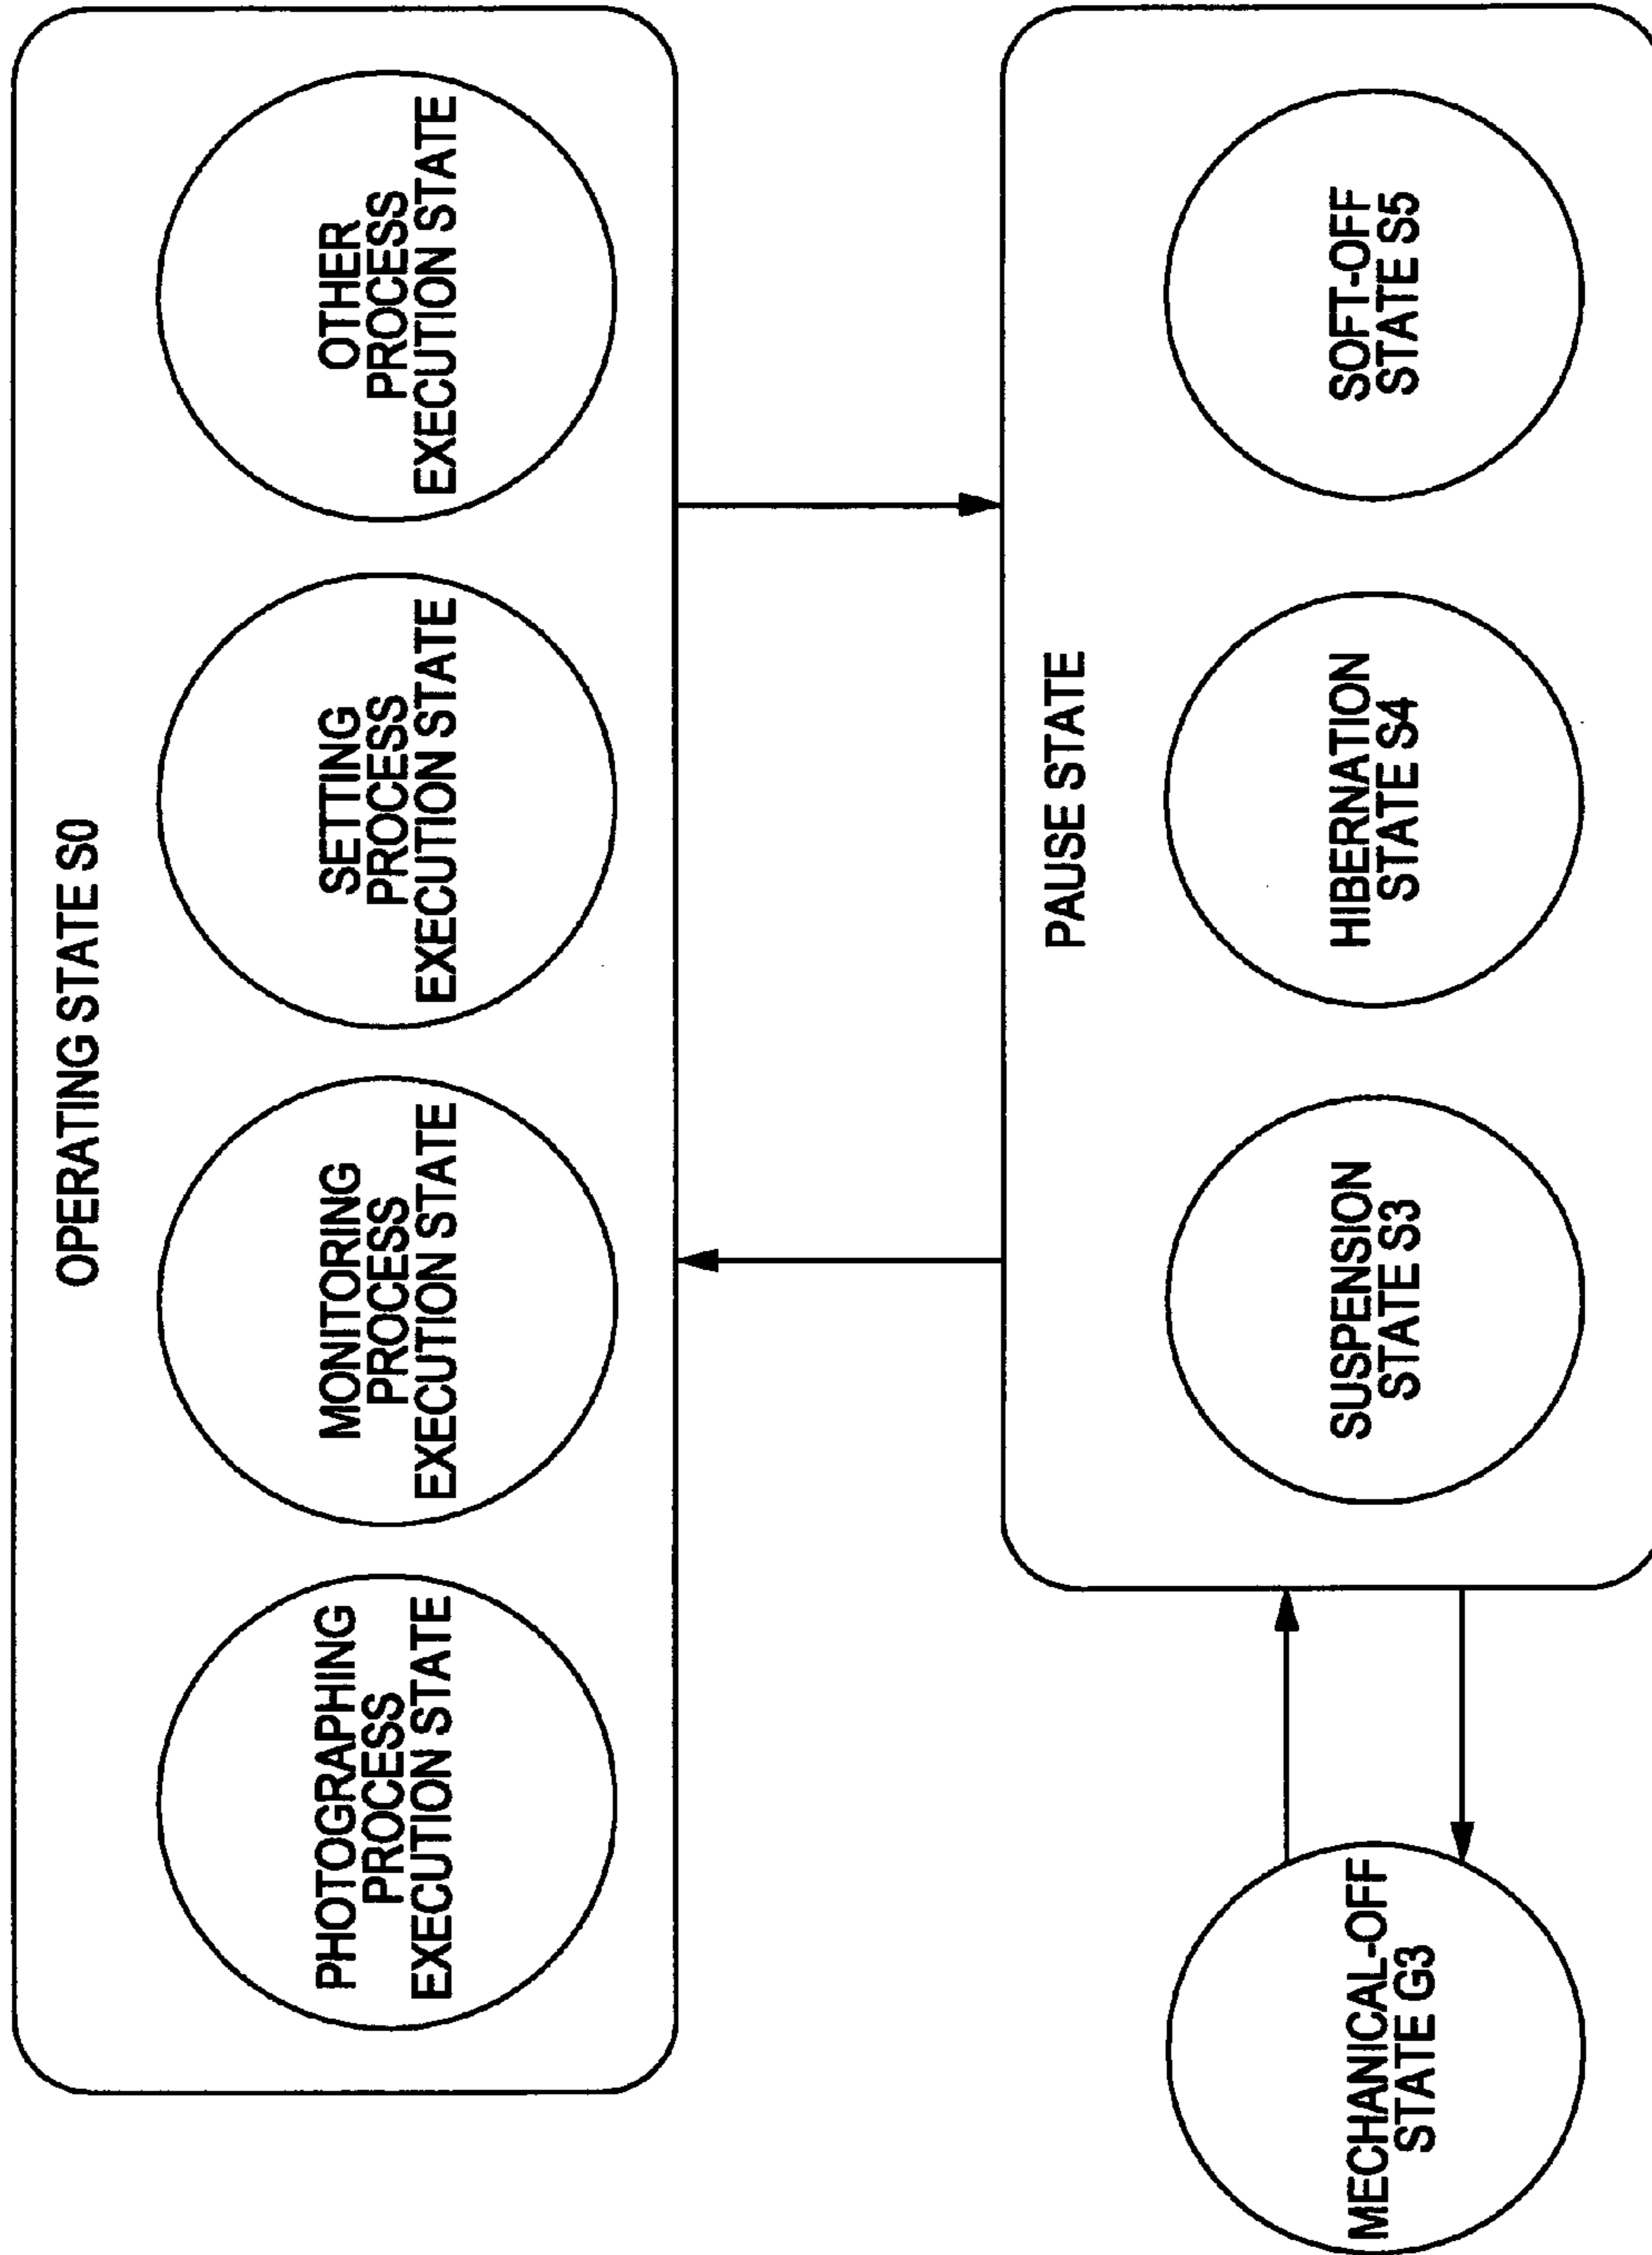 OPERATING STATE S0
PHOTOGRAPHING
PROCESS
EXECUTION STATE
MONITORING
PROCESS
EXECUTION STATE
SETTING
PROCESS
EXECUTION STATE
OTHER
PROCESS
EXECUTION STATE
PAUSE STATE
MECHANICAL-OFF
STATE G3
SUSPENSION
STATE S3
HIBERNATION
STATE S4
SOFT-OFF
STATE S5